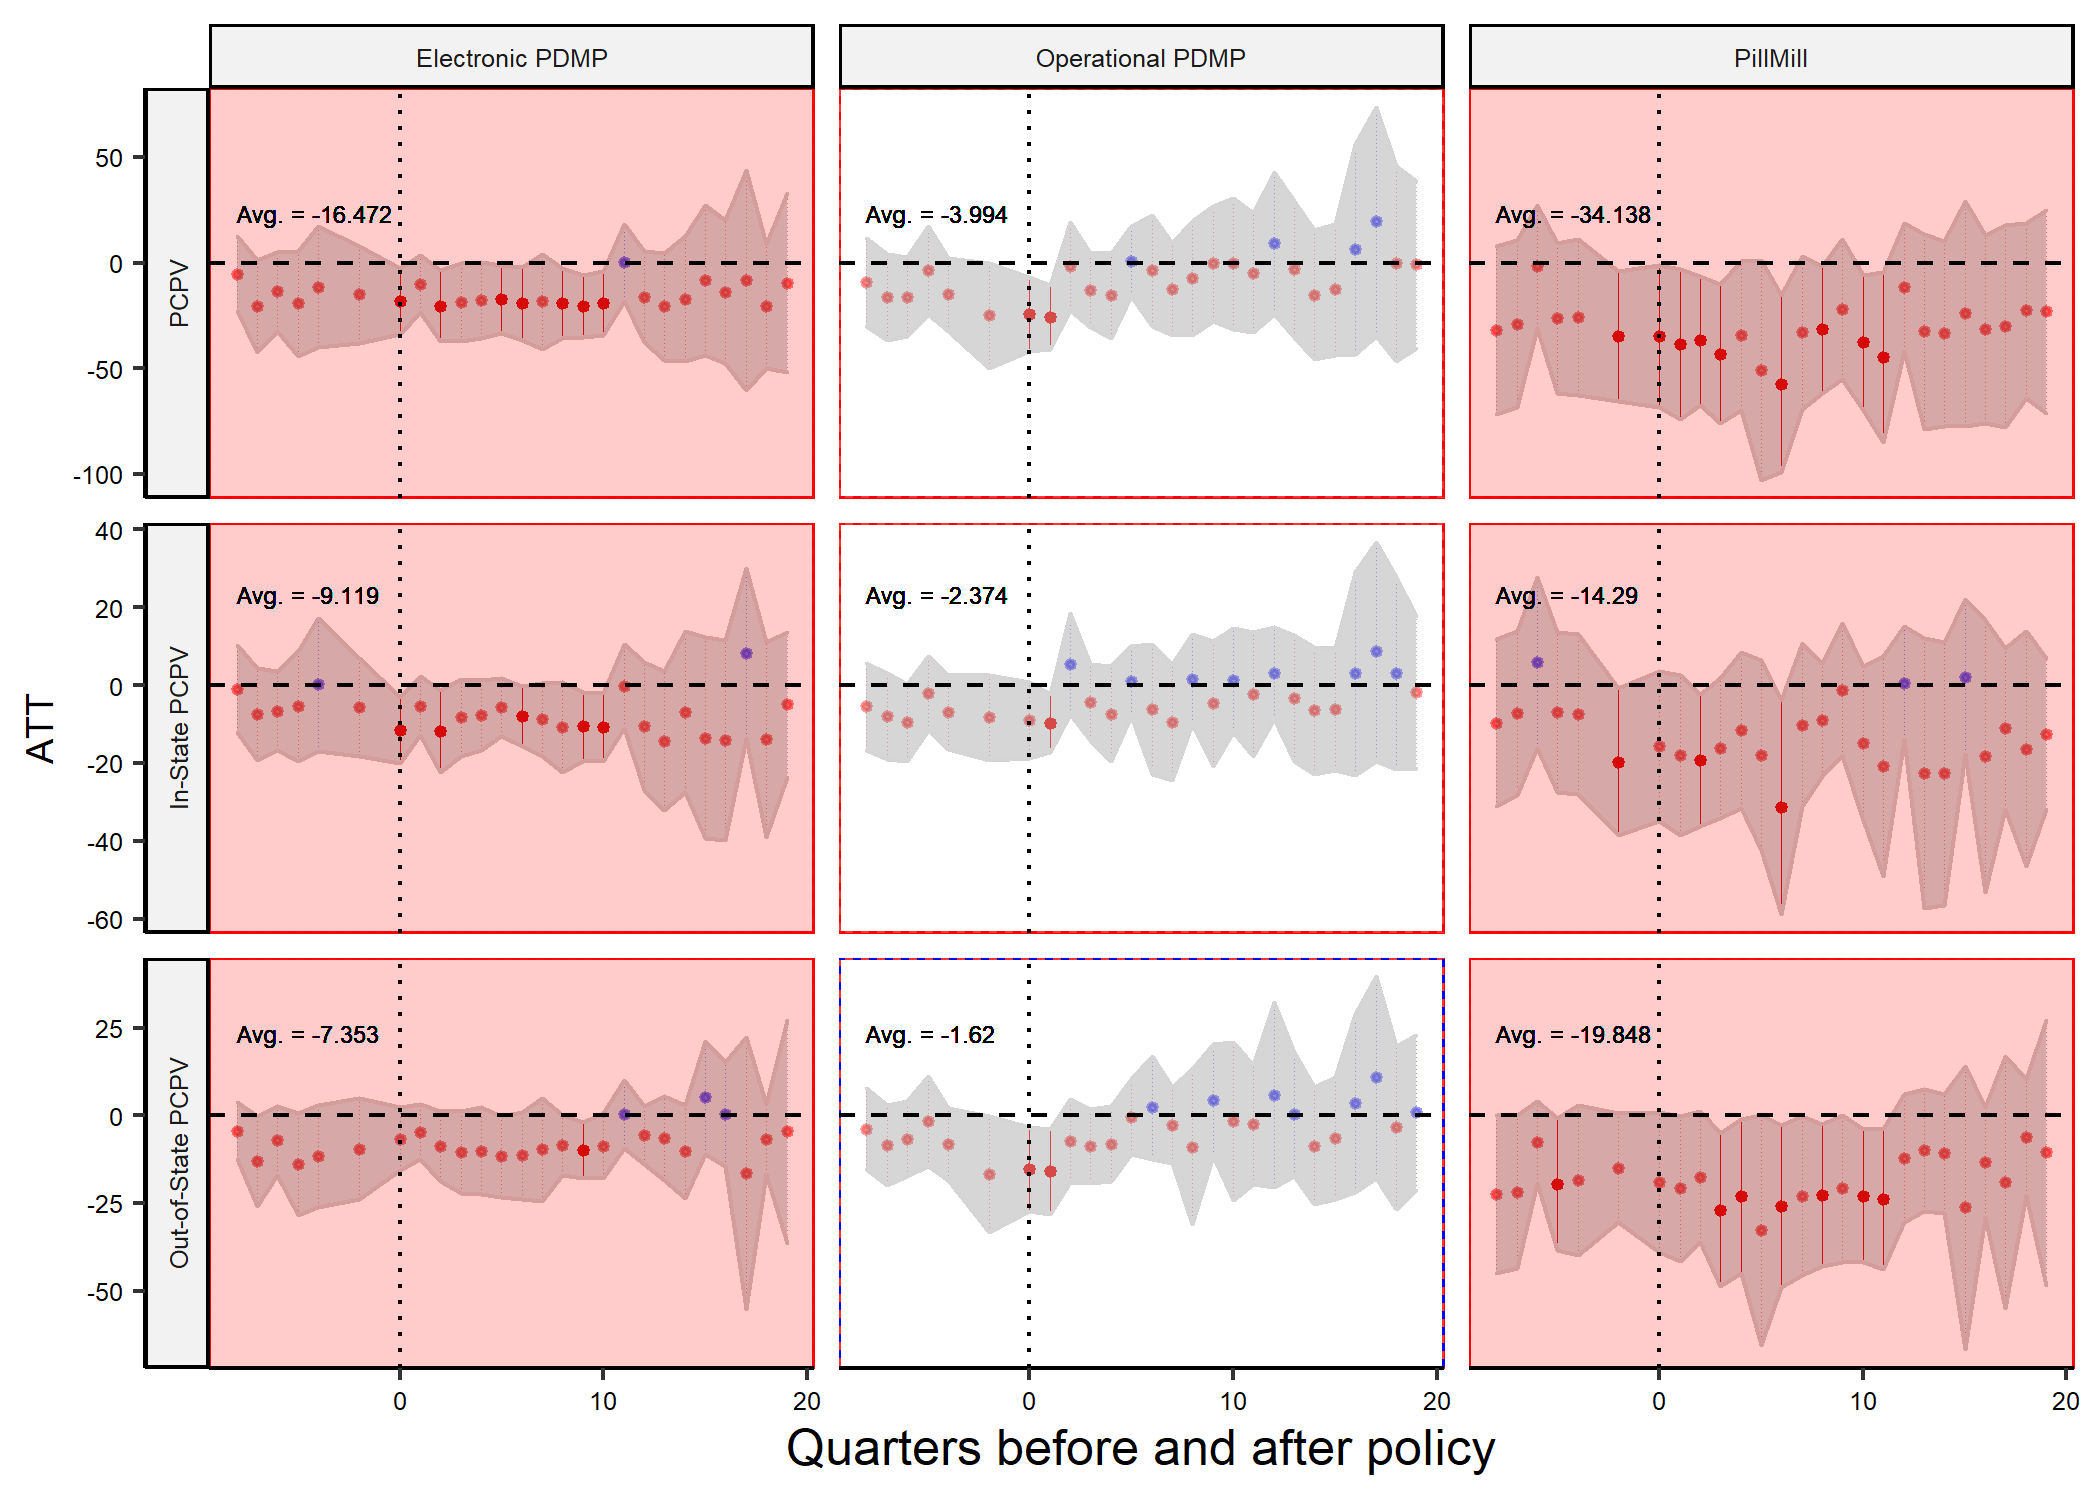 Electronic PDMP
Operational PDMP
PillMill
PCPV
50
0
-50
-100
Avg. = -16.472
Avg. = -3.994
Avg. = -34.138
In-State PCPV
40
20
0
-20
-40
-60
Avg. = -9.119
Avg. = -2.374
Avg. = -14.29
Out-of-State PCPV
25
0
-25
-50
Avg. = -7.353
Avg. = -1.62
Avg. = -19.848
ATT
0 10 20
0 10 20
0 10 20
Quarters before and after policy